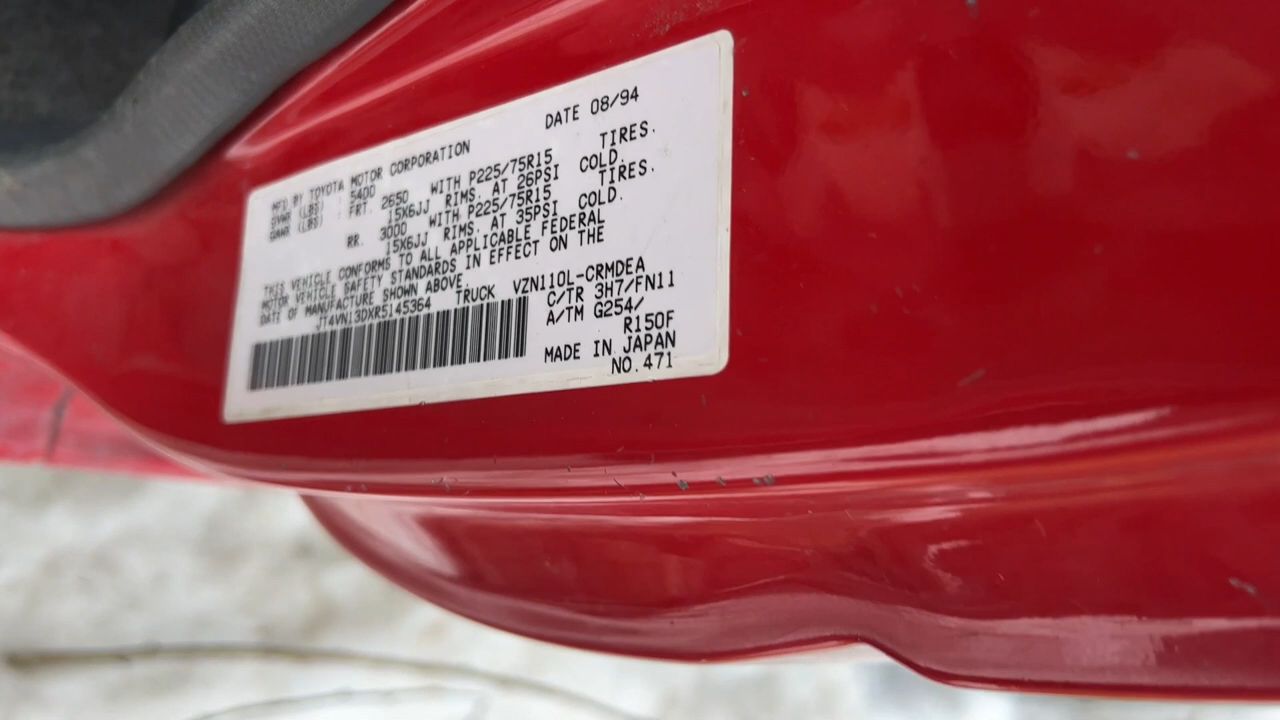 DATE 08/94
MFD BY TOYOTA MOTOR CORPORATION
GVWR (LBS) 5400
GAWR (LBS) FRT. 2650 WITH P225/75R15 TIRES.
15X6JJ RIMS. AT 26PSI COLD.
RR. 3000 WITH P225/75R15 TIRES.
15X6JJ RIMS. AT 35PSI COLD.
THIS VEHICLE CONFORMS TO ALL APPLICABLE FEDERAL
MOTOR VEHICLE SAFETY STANDARDS IN EFFECT ON THE
DATE OF MANUFACTURE SHOWN ABOVE.
JT4VN13DXR5145364 TRUCK VZN110L-CRMDEA
C/TR 3H7/FN11
A/TM G254/
R150F
MADE IN JAPAN
NO.471